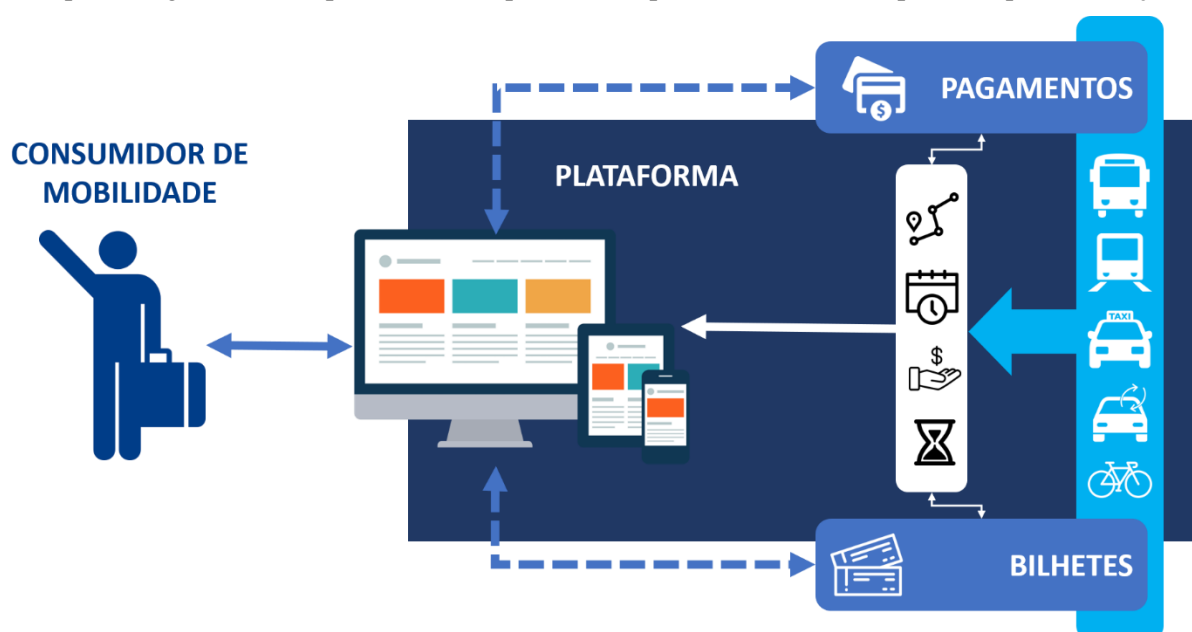 PAGAMENTOS
CONSUMIDOR DE
MOBILIDADE
PLATAFORMA
$
TAXI
$
BILHETES